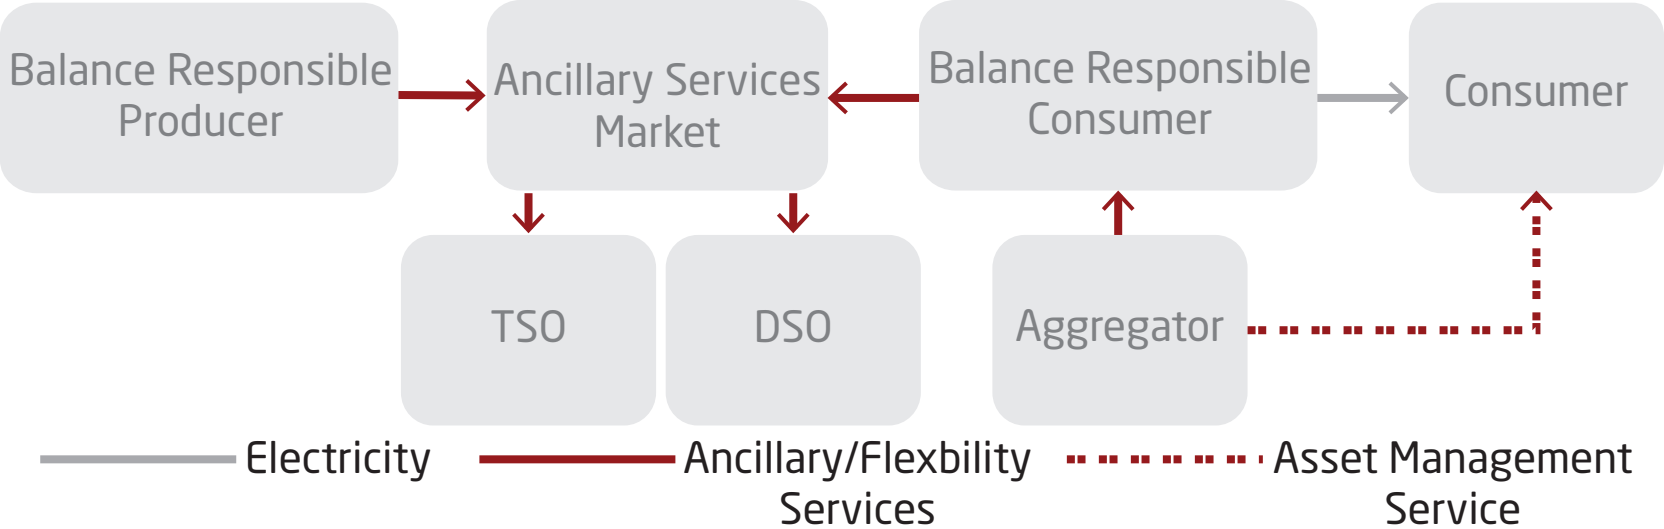 Balance Responsible
Producer
Ancillary Services
Market
Balance Responsible
Consumer
Consumer
TSO
DSO
Aggregator
Electricity
Ancillary/Flexbility
Services
Asset Management
Service